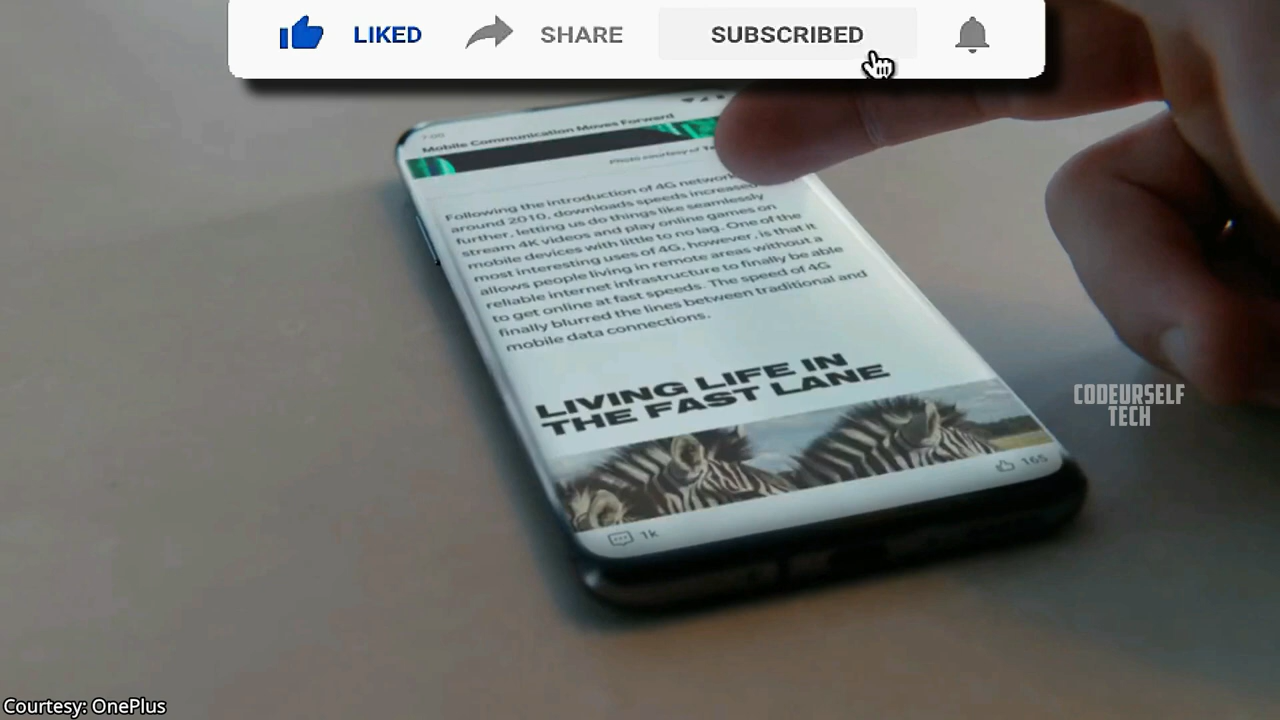 LIKED SHARE SUBSCRIBED
7:00
Mobile Communication Moves Forward
Photo courtesy of
Following the introduction of 4G network
around 2010, downloads speeds increased
further, letting us do things like seamlessly
stream 4K videos and play online games on
mobile devices with little to no lag. One of the
most interesting uses of 4G, however, is that it
allows people living in remote areas without a
reliable internet infrastructure to finally be able
to get online at fast speeds. The speed of 4G
finally blurred the lines between traditional and
mobile data connections.
LIVING LIFE IN
THE FAST LANE
165
1k
CODEURSELF
TECH
Courtesy: OnePlus